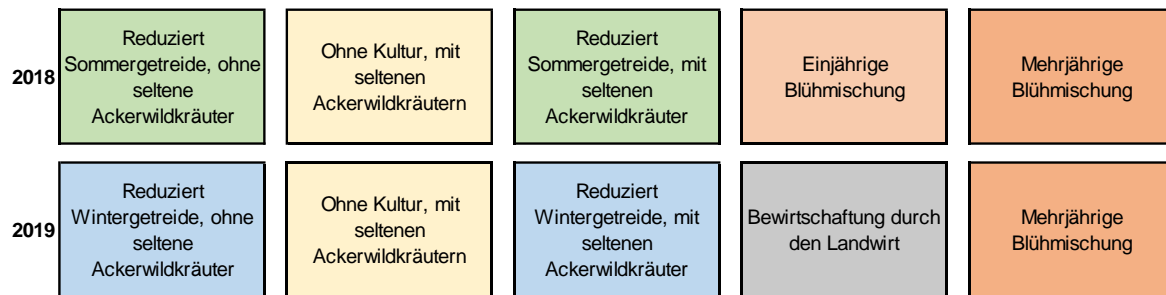 2018
Reduziert
Sommergetreide, ohne
seltene
Ackerwildkräuter
Ohne Kultur, mit
seltenen
Ackerwildkräutern
Reduziert
Sommergetreide, mit
seltenen
Ackerwildkräuter
Einjährige
Blühmischung
Mehrjährige
Blühmischung
2019
Reduziert
Wintergetreide, ohne
seltene
Ackerwildkräuter
Ohne Kultur, mit
seltenen
Ackerwildkräutern
Reduziert
Wintergetreide, mit
seltenen
Ackerwildkräuter
Bewirtschaftung durch
den Landwirt
Mehrjährige
Blühmischung